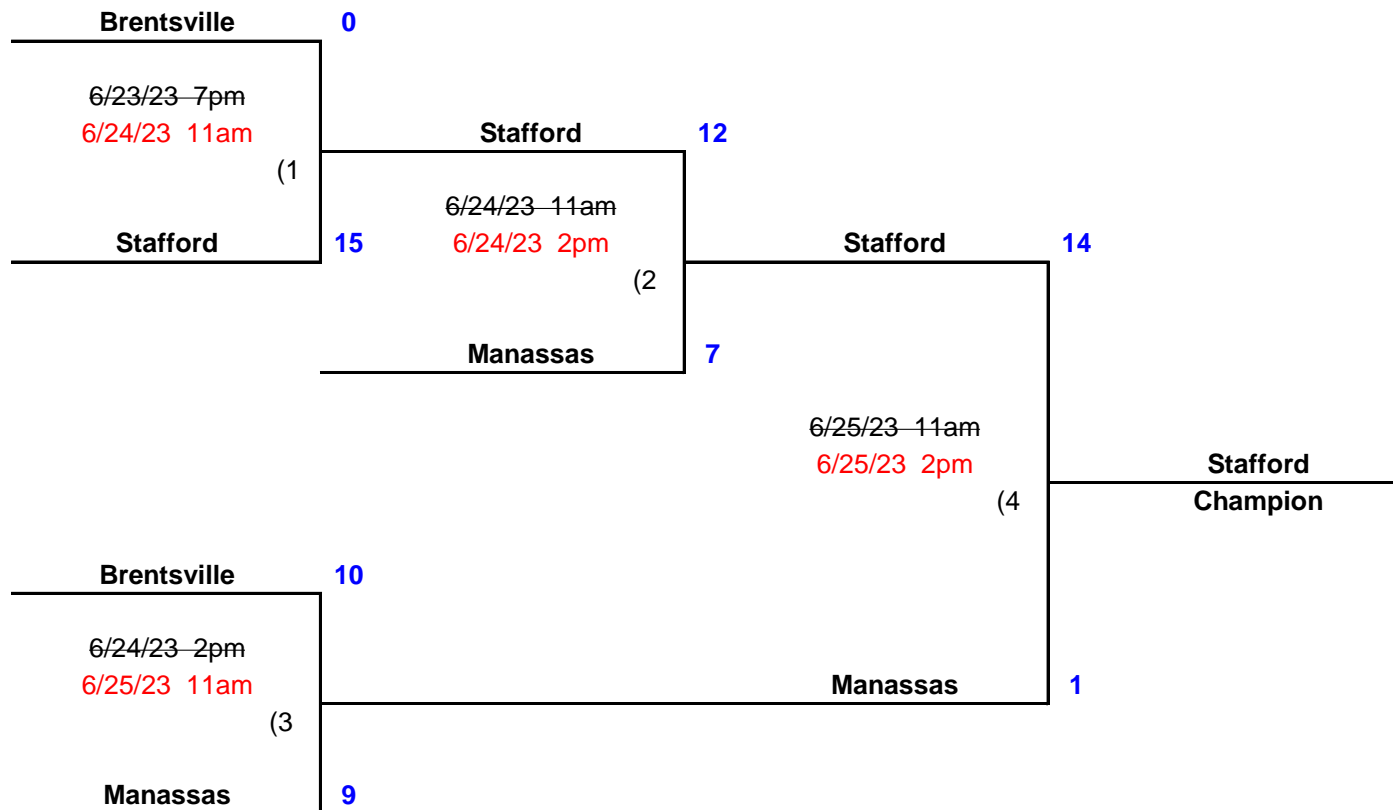 Brentsville 0
6/23/23 7pm
6/24/23 11am
(1
Stafford 15
Stafford 12
6/24/23 11am
6/24/23 2pm
(2
Manassas 7
Stafford 14
6/25/23 11am
6/25/23 2pm
(4
Stafford
Champion
Brentsville 10
6/24/23 2pm
6/25/23 11am
(3
Manassas 9
Manassas 1